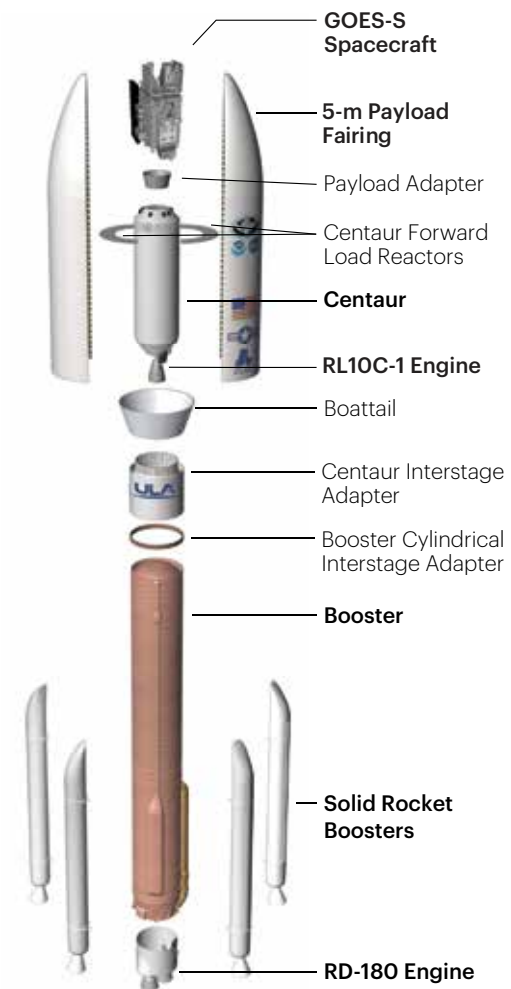 GOES-S
Spacecraft
5-m Payload
Fairing
Payload Adapter
Centaur Forward
Load Reactors
Centaur
RL10C-1 Engine
Boattail
Centaur Interstage
Adapter
ULA
Booster Cylindrical
Interstage Adapter
Booster
Solid Rocket
Boosters
RD-180 Engine